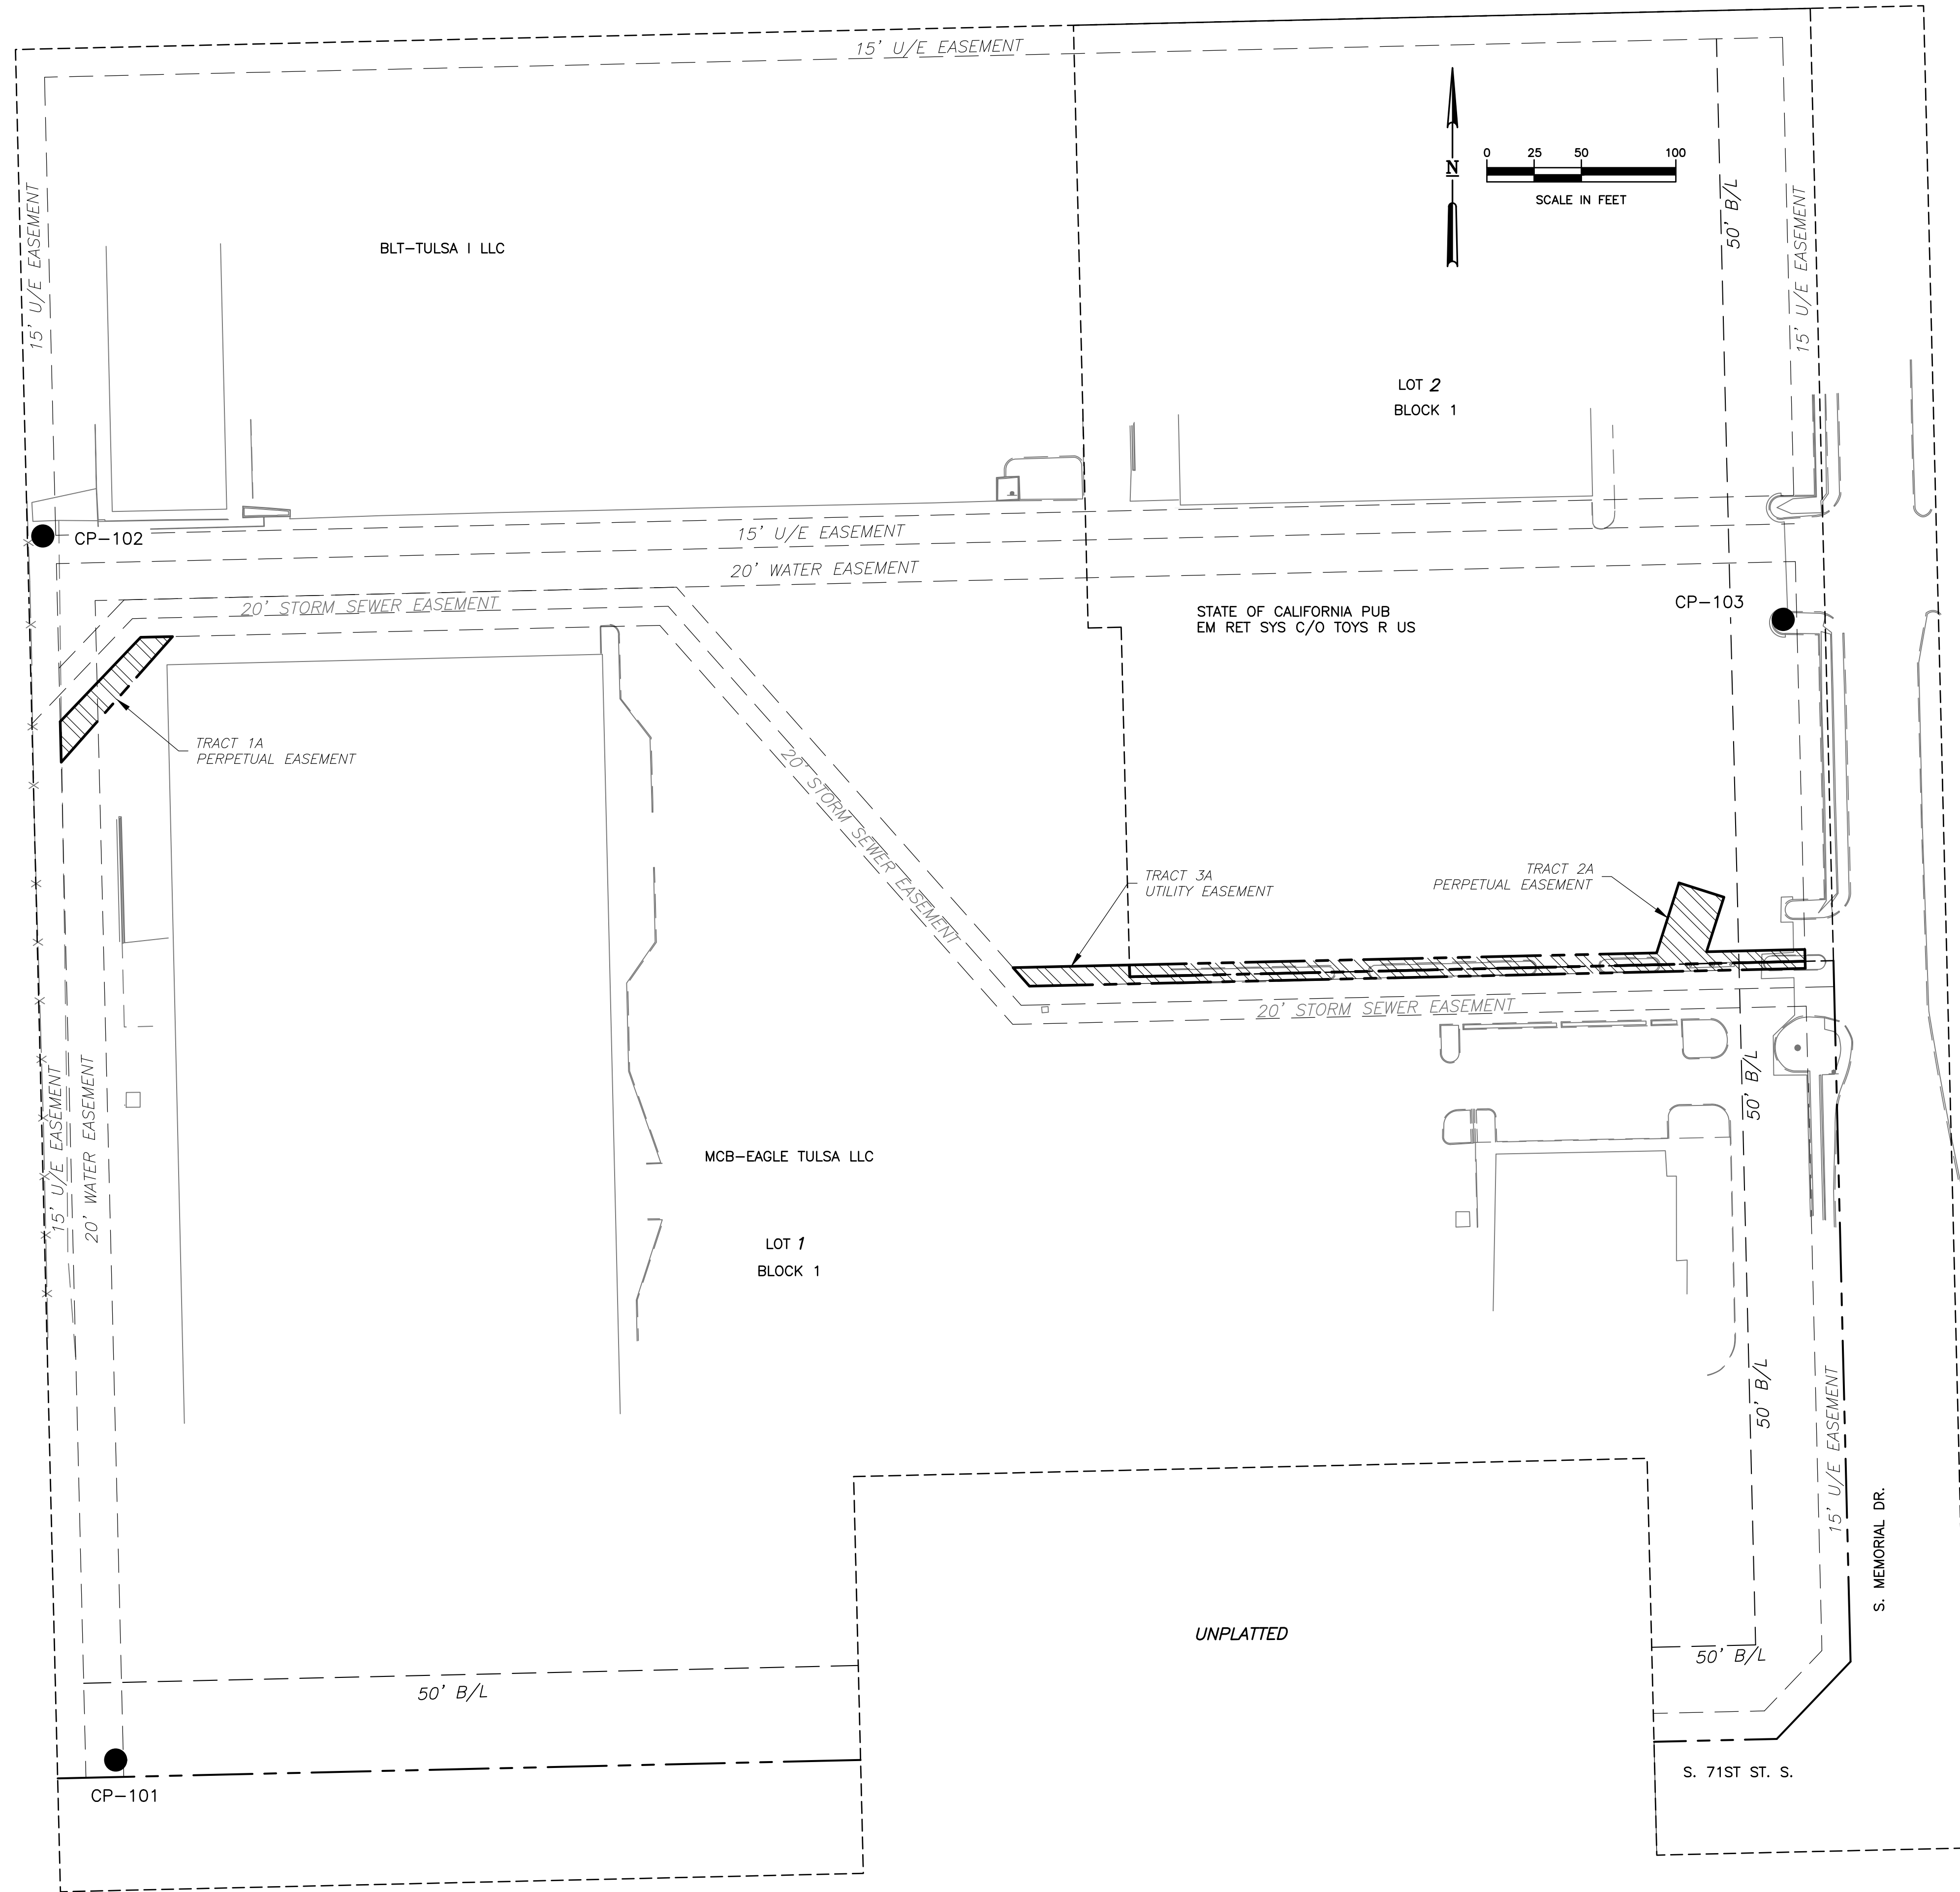 15' U/E EASEMENT
N
0 25 50 100
SCALE IN FEET
50' B/L
15' U/E EASEMENT
15' U/E EASEMENT
BLT-TULSA I LLC
LOT 2
BLOCK 1
CP-102
15' U/E EASEMENT
20' WATER EASEMENT
20' STORM SEWER EASEMENT
STATE OF CALIFORNIA PUB
EM RET SYS C/O TOYS R US
CP-103
TRACT 1A
PERPETUAL EASEMENT
20' STORM SEWER EASEMENT
TRACT 3A
UTILITY EASEMENT
TRACT 2A
PERPETUAL EASEMENT
20' STORM SEWER EASEMENT
50' B/L
15' U/E EASEMENT
20' WATER EASEMENT
MCB-EAGLE TULSA LLC
LOT 1
BLOCK 1
50' B/L
15' U/E EASEMENT
S. MEMORIAL DR.
UNPLATTED
50' B/L
50' B/L
S. 71ST ST. S.
CP-101